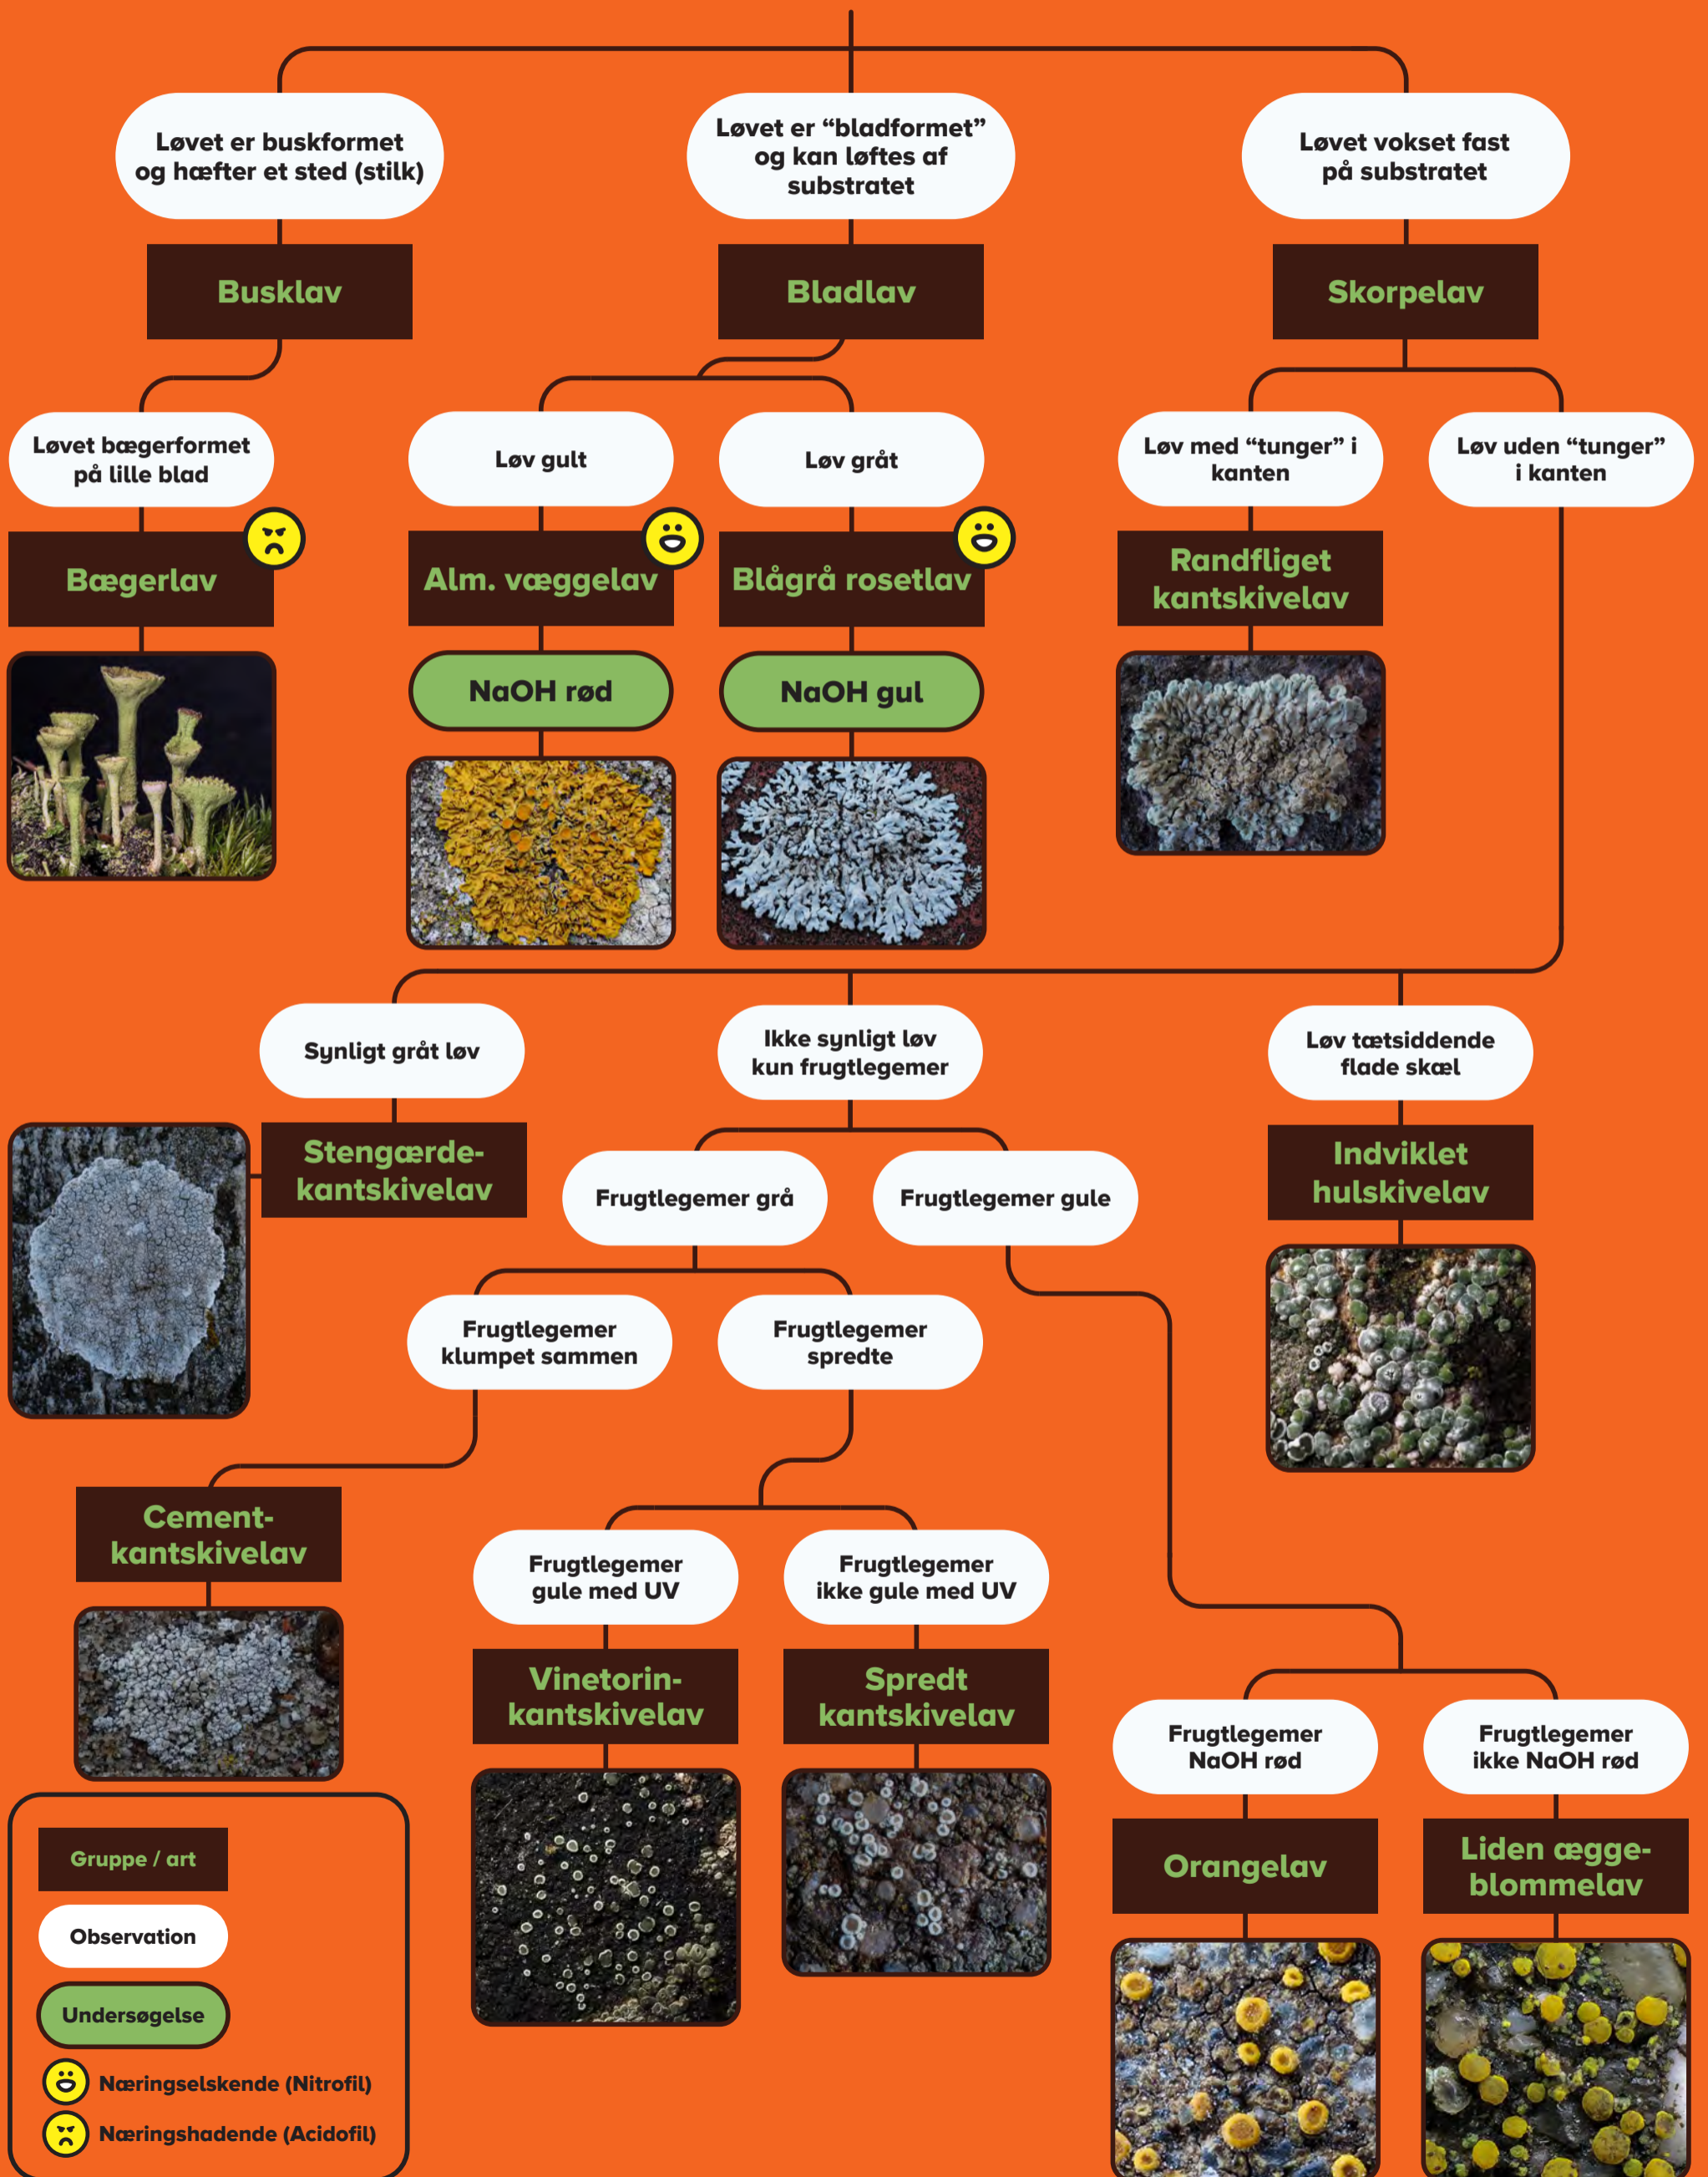 Løvet er buskformet
og hæfter et sted (stilk)
Løvet er “bladformet”
og kan løftes af
substratet
Løvet vokset fast
på substratet
Busklav
Bladlav
Skorpelav
Løvet bægerformet
på lille blad
Løv gult
Løv gråt
Løv med “tunger” i
kanten
Løv uden “tunger”
i kanten
Bægerlav
Alm. væggelav
Blågrå rosetlav
Randfliget
kantskivelav
NaOH rød
NaOH gul
Synligt gråt løv
Ikke synligt løv
kun frugtlegemer
Løv tætsiddende
flade skæl
Stengærde-
kantskivelav
Frugtlegemer grå
Frugtlegemer gule
Indviklet
hulskivelav
Frugtlegemer
klumpet sammen
Frugtlegemer
spredte
Cement-
kantskivelav
Frugtlegemer
gule med UV
Frugtlegemer
ikke gule med UV
Vinetorin-
kantskivelav
Spredt
kantskivelav
Frugtlegemer
NaOH rød
Frugtlegemer
ikke NaOH rød
Orangelav
Liden ægge-
blommelav
Gruppe / art
Observation
Undersøgelse
Næringselskende (Nitrofil)
Næringshadende (Acidofil)